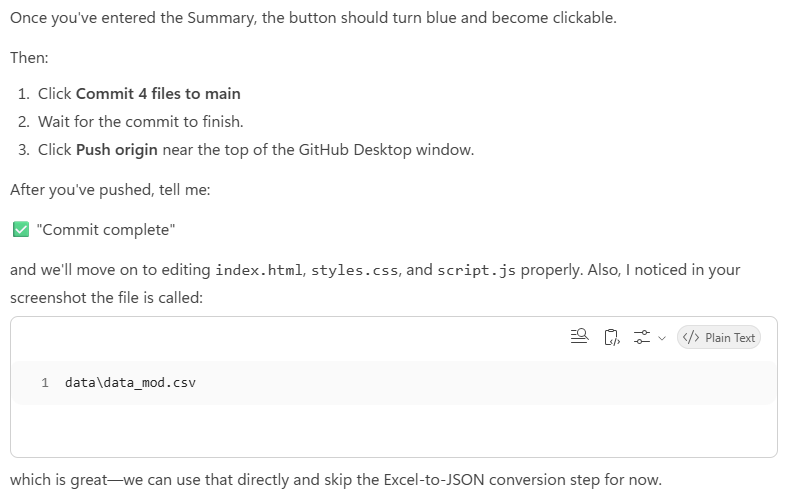 Once you've entered the Summary, the button should turn blue and become clickable.
Then:
1. Click Commit 4 files to main
2. Wait for the commit to finish.
3. Click Push origin near the top of the GitHub Desktop window.
After you've pushed, tell me:
✅ "Commit complete"
and we'll move on to editing index.html, styles.css, and script.js properly. Also, I noticed in your
screenshot the file is called:
</> Plain Text
1 data\data_mod.csv
which is great—we can use that directly and skip the Excel-to-JSON conversion step for now.